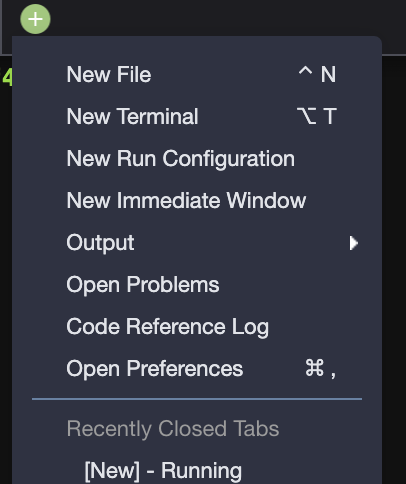 4
New File ⌃ N
New Terminal ⌥ T
New Run Configuration
New Immediate Window
Output
Open Problems
Code Reference Log
Open Preferences ⌘ ,
Recently Closed Tabs
[New] - Running